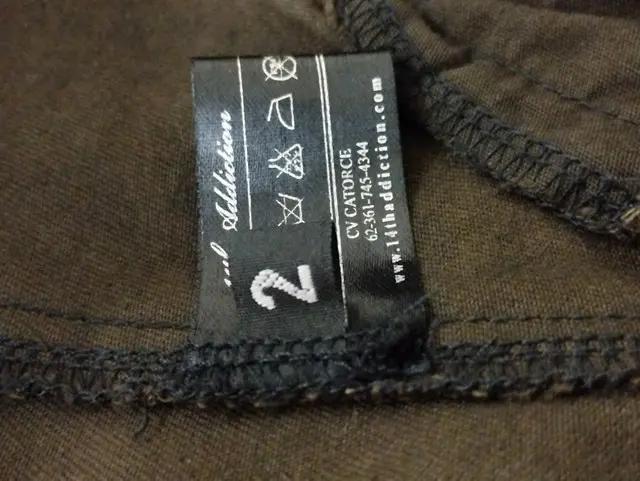 Addiction
2
CV CATORCE
62-361-745-4344
www.14thaddiction.com